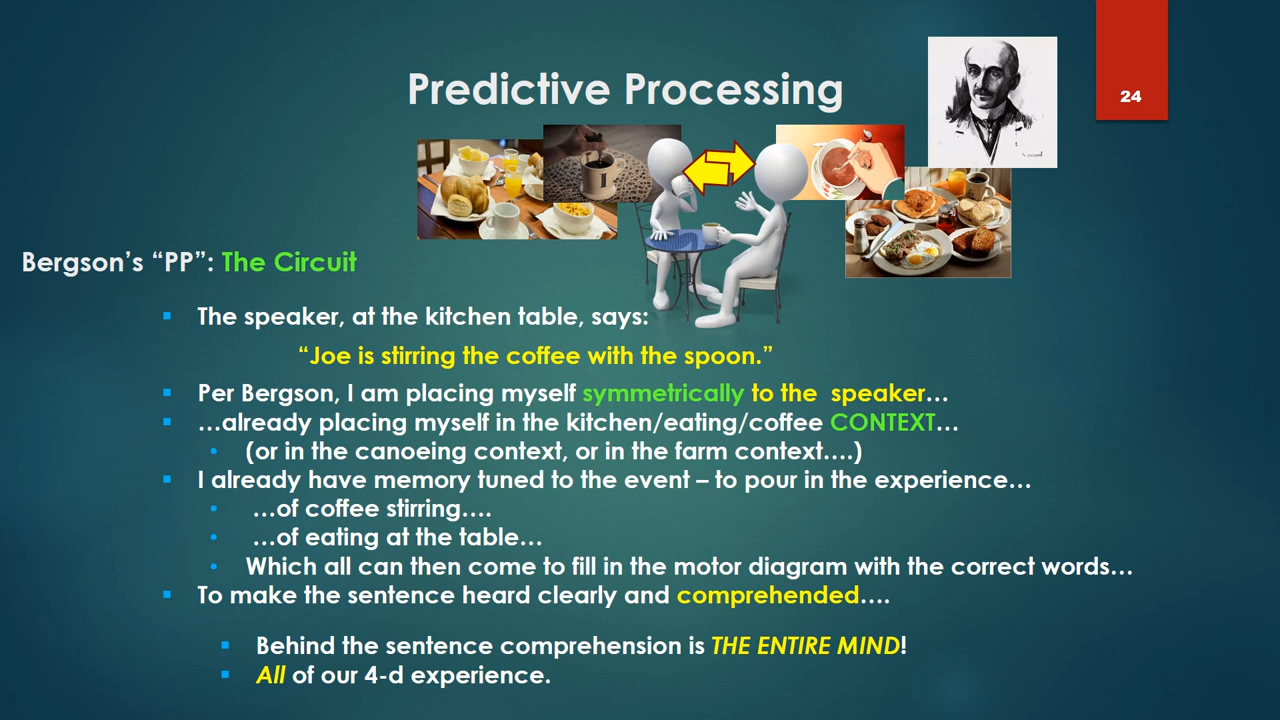 Predictive Processing
24
Bergson’s “PP”: The Circuit
The speaker, at the kitchen table, says:
“Joe is stirring the coffee with the spoon.”
Per Bergson, I am placing myself symmetrically to the  speaker…
…already placing myself in the kitchen/eating/coffee CONTEXT…
(or in the canoeing context, or in the farm context….)
I already have memory tuned to the event – to pour in the experience…
…of coffee stirring….
…of eating at the table…
Which all can then come to fill in the motor diagram with the correct words…
To make the sentence heard clearly and comprehended….
Behind the sentence comprehension is THE ENTIRE MIND!
All of our 4-d experience.